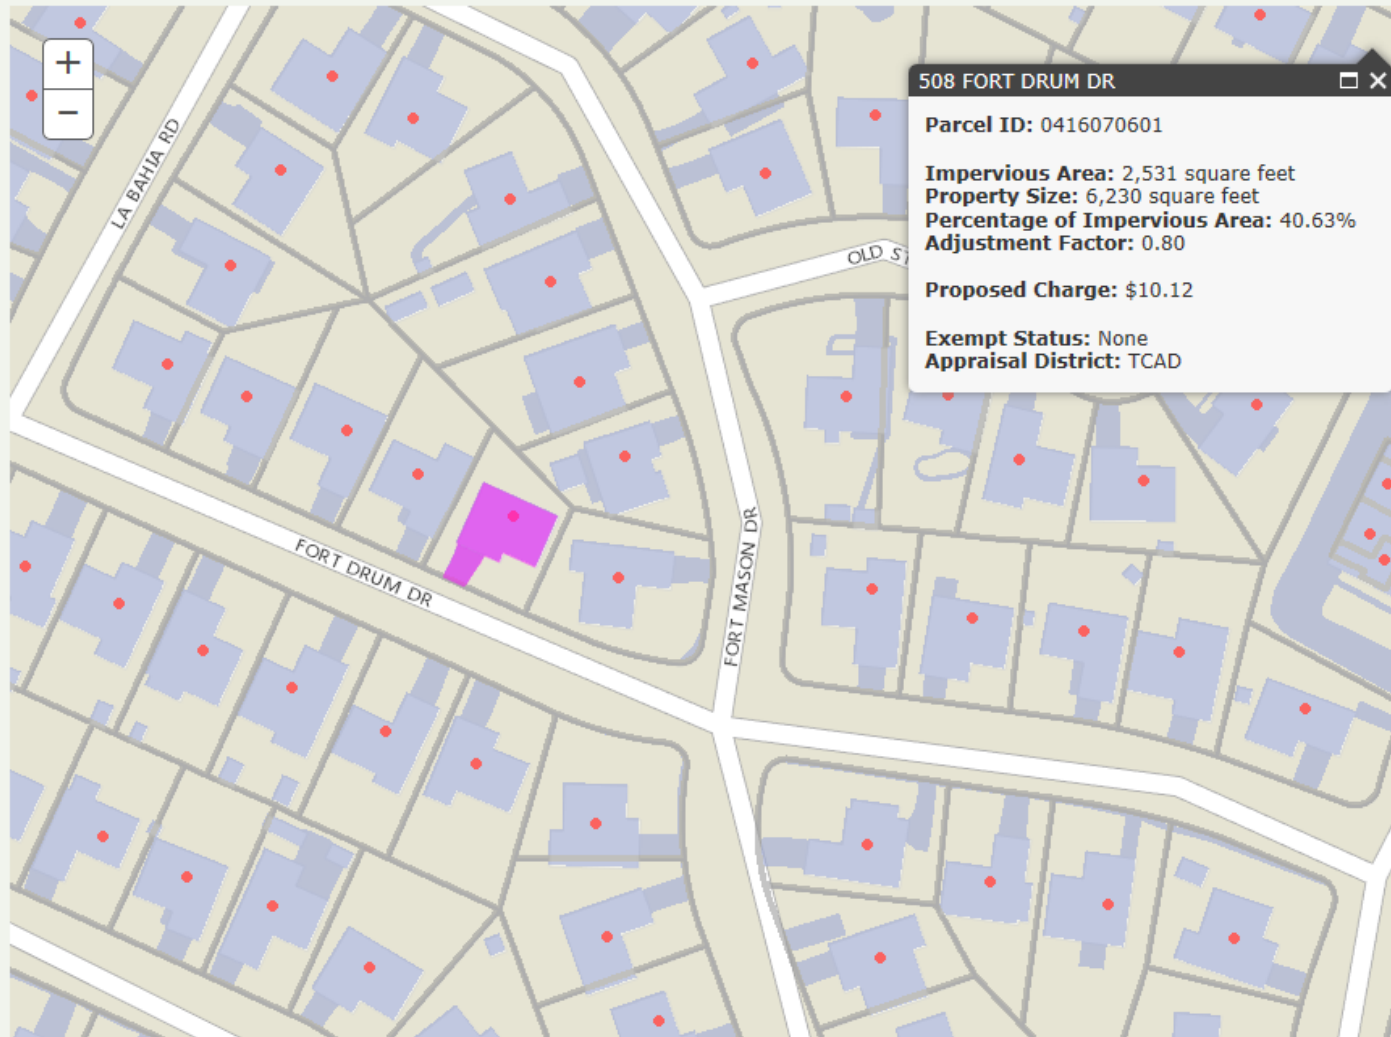 +
−
LA BAHIA RD
508 FORT DRUM DR
Parcel ID: 0416070601
Impervious Area: 2,531 square feet
Property Size: 6,230 square feet
Percentage of Impervious Area: 40.63%
Adjustment Factor: 0.80
Proposed Charge: $10.12
Exempt Status: None
Appraisal District: TCAD
OLD
FORT DRUM DR
FORT MASON DR